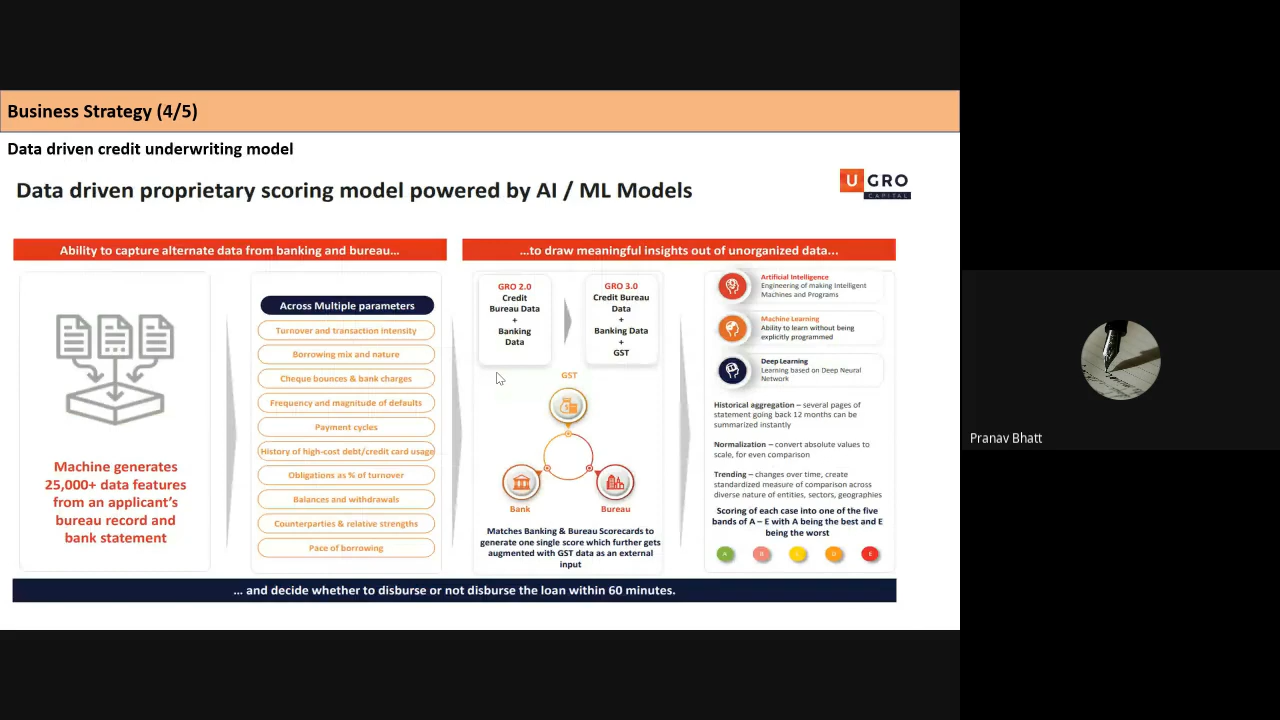 Business Strategy (4/5)
Data driven credit underwriting model
Data driven proprietary scoring model powered by AI / ML Models
U GRO
CAPITAL
Ability to capture alternate data from banking and bureau…
…to draw meaningful insights out of unorganized data...
Machine generates
25,000+ data features
from an applicant's
bureau record and
bank statement
Across Multiple parameters
Turnover and transaction intensity
Borrowing mix and nature
Cheque bounces & bank charges
Frequency and magnitude of defaults
Payment cycles
History of high-cost debt/credit card usage
Obligations as % of turnover
Balances and withdrawals
Counterparties & relative strengths
Pace of borrowing
GRO 2.0
Credit
Bureau Data
+
Banking
Data
GRO 3.0
Credit Bureau
Data
+
Banking Data
+
GST
GST
Bank
Bureau
Matches Banking & Bureau Scorecards to
generate one single score which further gets
augmented with GST data as an external
input
Artificial Intelligence
Engineering of making Intelligent
Machines and Programs
Machine Learning
Ability to learn without being
explicitly programmed
Deep Learning
Learning based on Deep Neural
Network
Historical aggregation – several pages of
statement going back 12 months can be
summarized instantly
Normalization – convert absolute values to
scale, for even comparison
Trending – changes over time, create
standardized measure of comparison across
diverse nature of entities, sectors, geographies
Scoring of each case into one of the five
bands of A – E with A being the best and E
being the worst
A
B
C
D
E
... and decide whether to disburse or not disburse the loan within 60 minutes.
Pranav Bhatt